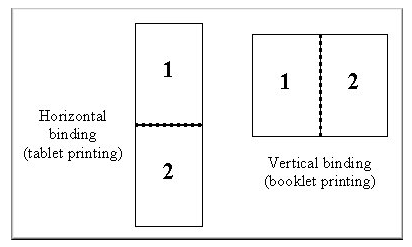 1
2
Horizontal
binding
(tablet printing)
1 2
Vertical binding
(booklet printing)